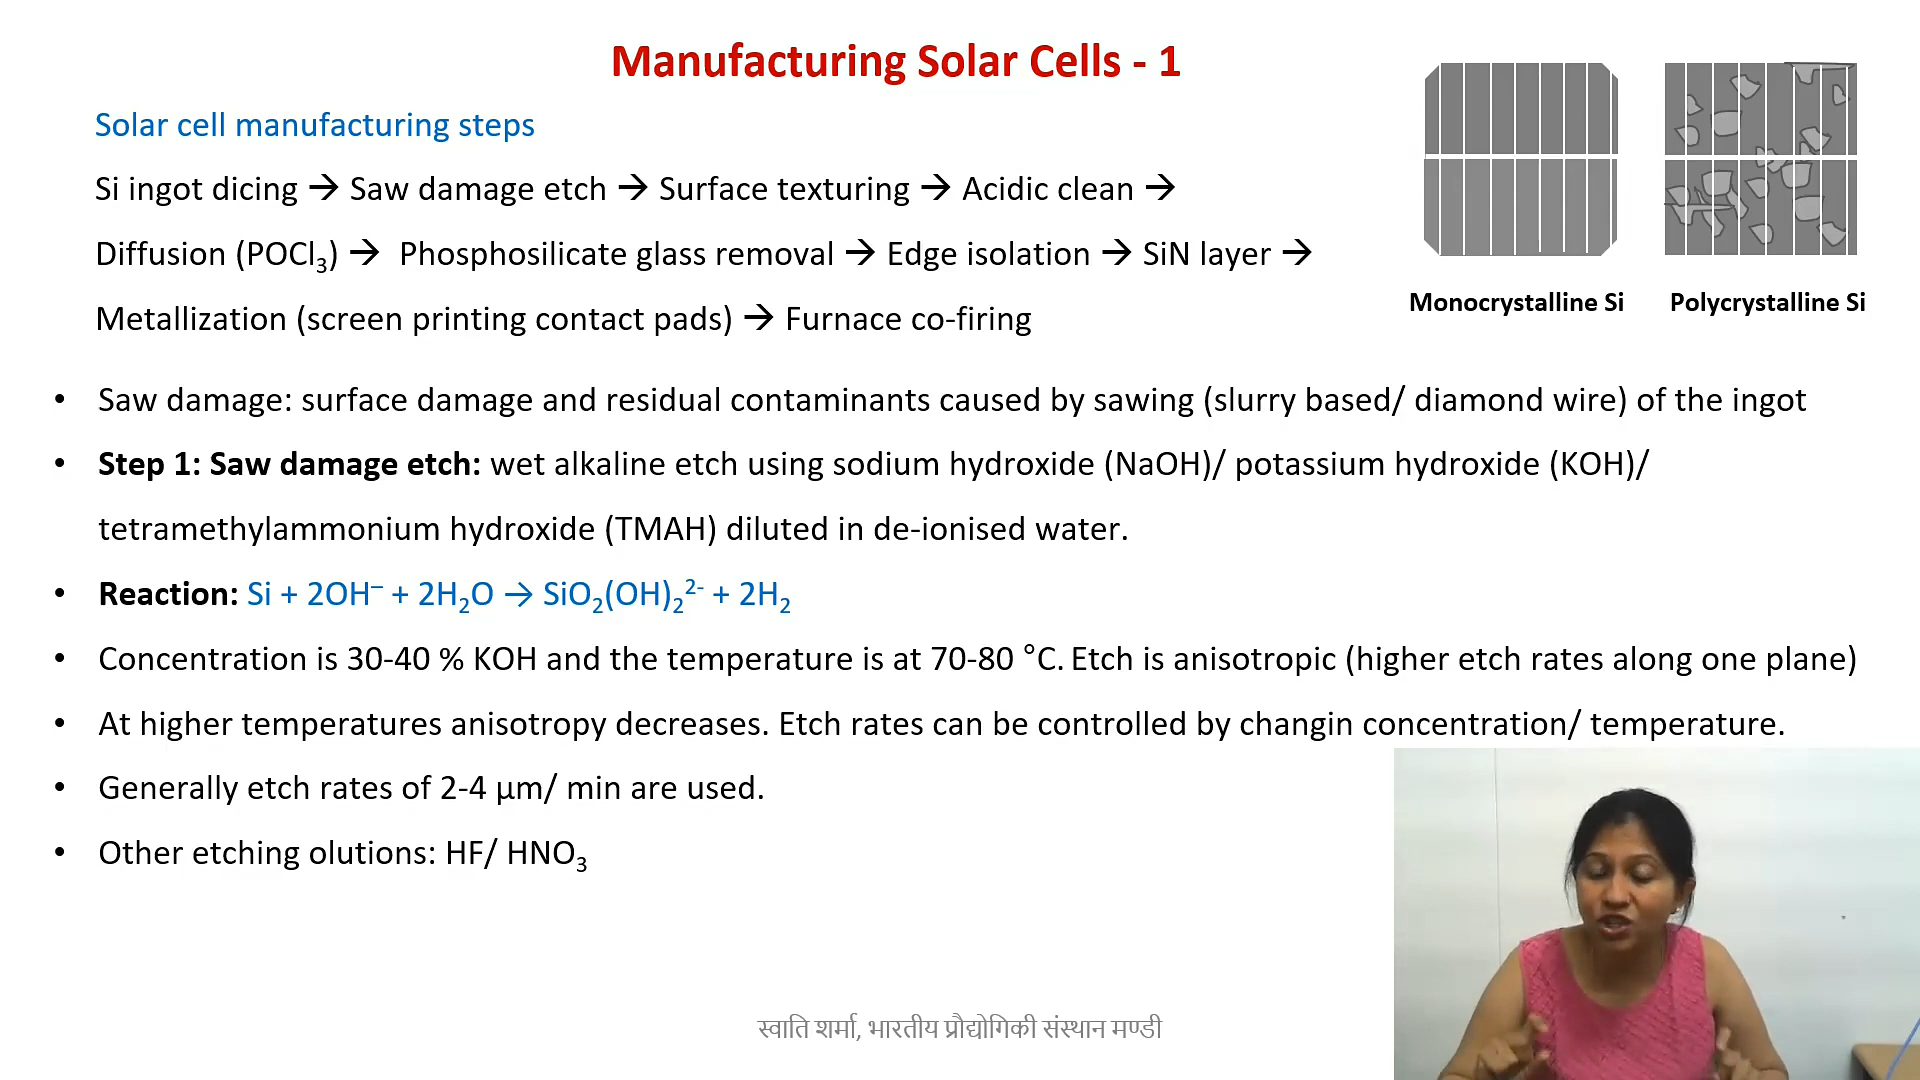 Manufacturing Solar Cells - 1
Solar cell manufacturing steps
Si ingot dicing → Saw damage etch → Surface texturing → Acidic clean →
Diffusion (POCl₃) → Phosphosilicate glass removal → Edge isolation → SiN layer →
Metallization (screen printing contact pads) → Furnace co-firing
Monocrystalline Si
Polycrystalline Si
• Saw damage: surface damage and residual contaminants caused by sawing (slurry based/ diamond wire) of the ingot
• Step 1: Saw damage etch: wet alkaline etch using sodium hydroxide (NaOH)/ potassium hydroxide (KOH)/
tetramethylammonium hydroxide (TMAH) diluted in de-ionised water.
• Reaction: Si + 2OH⁻ + 2H₂O → SiO₂(OH)₂²⁻ + 2H₂
• Concentration is 30-40 % KOH and the temperature is at 70-80 °C. Etch is anisotropic (higher etch rates along one plane)
• At higher temperatures anisotropy decreases. Etch rates can be controlled by changin concentration/ temperature.
• Generally etch rates of 2-4 µm/ min are used.
• Other etching olutions: HF/ HNO₃
स्वाति शर्मा, भारतीय प्रौद्योगिकी संस्थान मण्डी